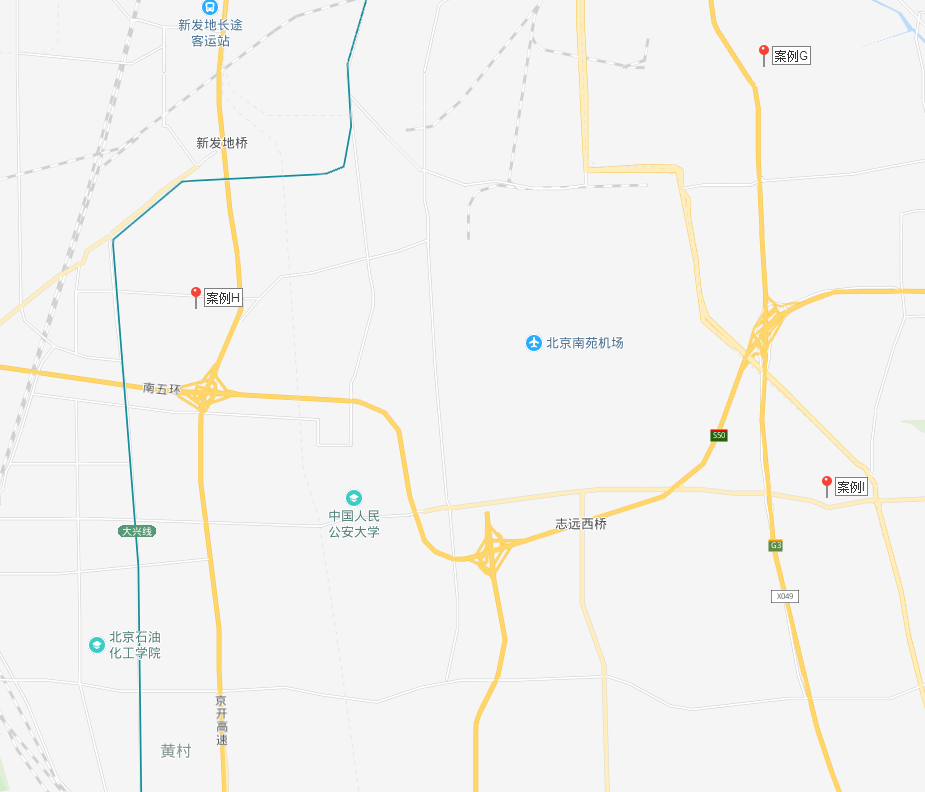 新发地长途
客运站
案例G
新发地桥
案例H
北京南苑机场
南五环
S50
案例I
中国人民
公安大学
志远西桥
大兴线
G3
X049
北京石油
化工学院
京开高速
黄村